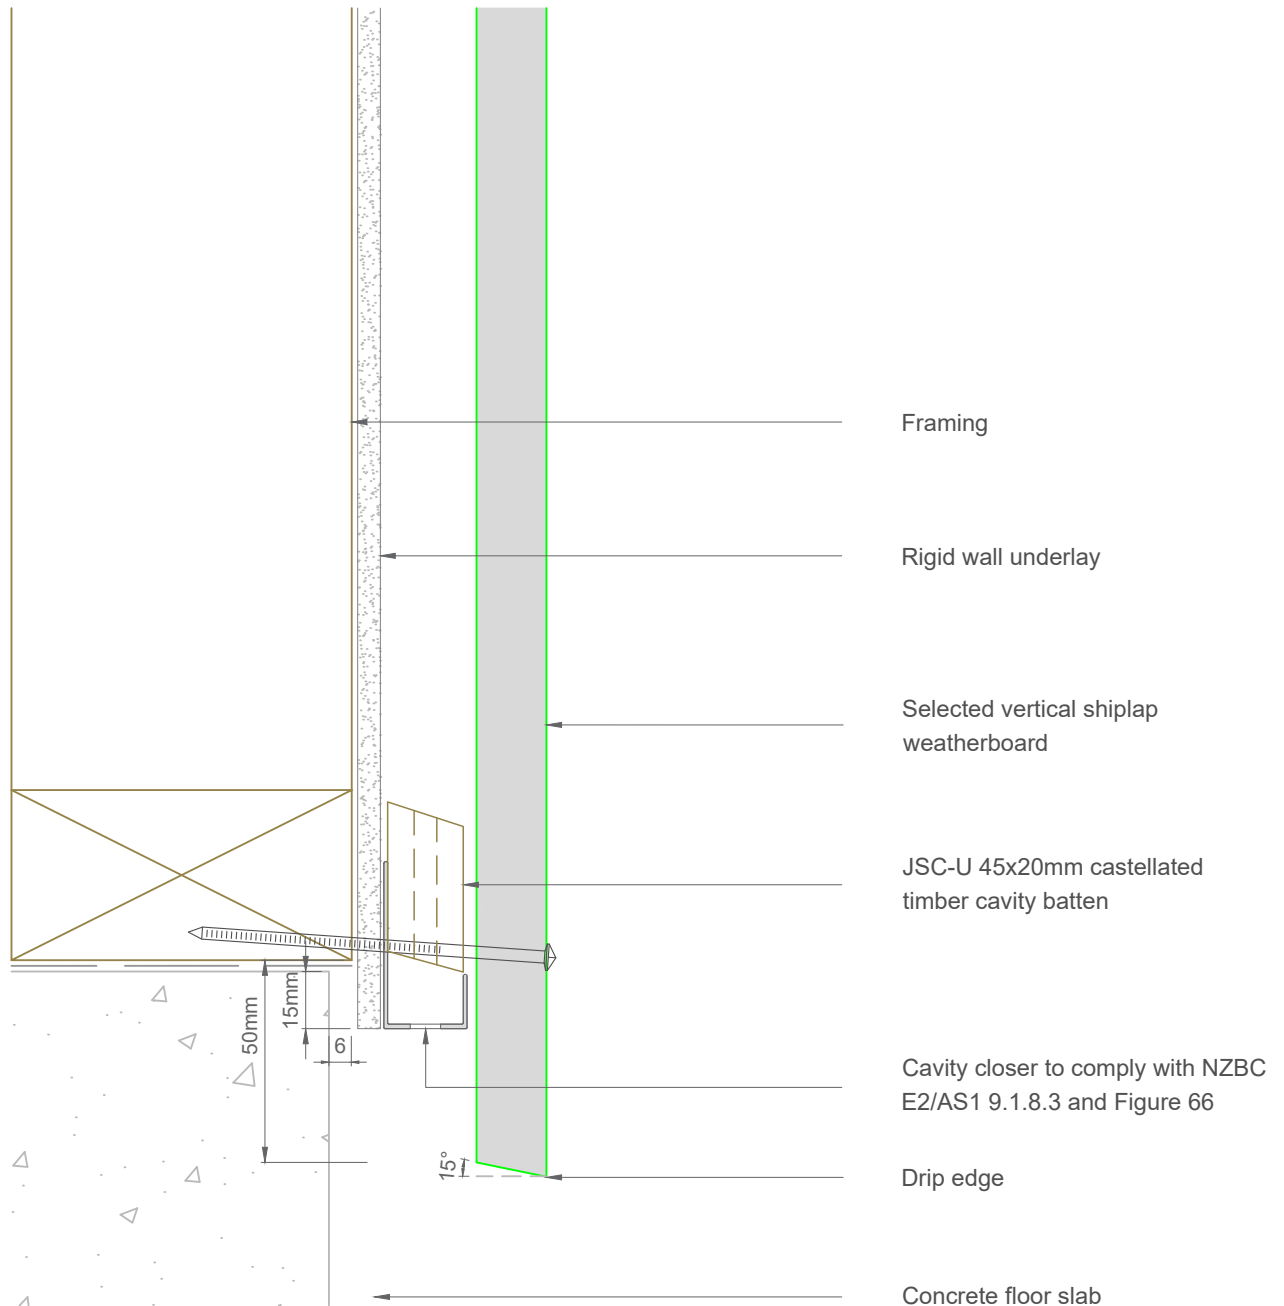 Framing
Rigid wall underlay
Selected vertical shiplap
weatherboard
JSC-U 45x20mm castellated
timber cavity batten
15mm
50mm
6
Cavity closer to comply with NZBC
E2/AS1 9.1.8.3 and Figure 66
15°
Drip edge
Concrete floor slab